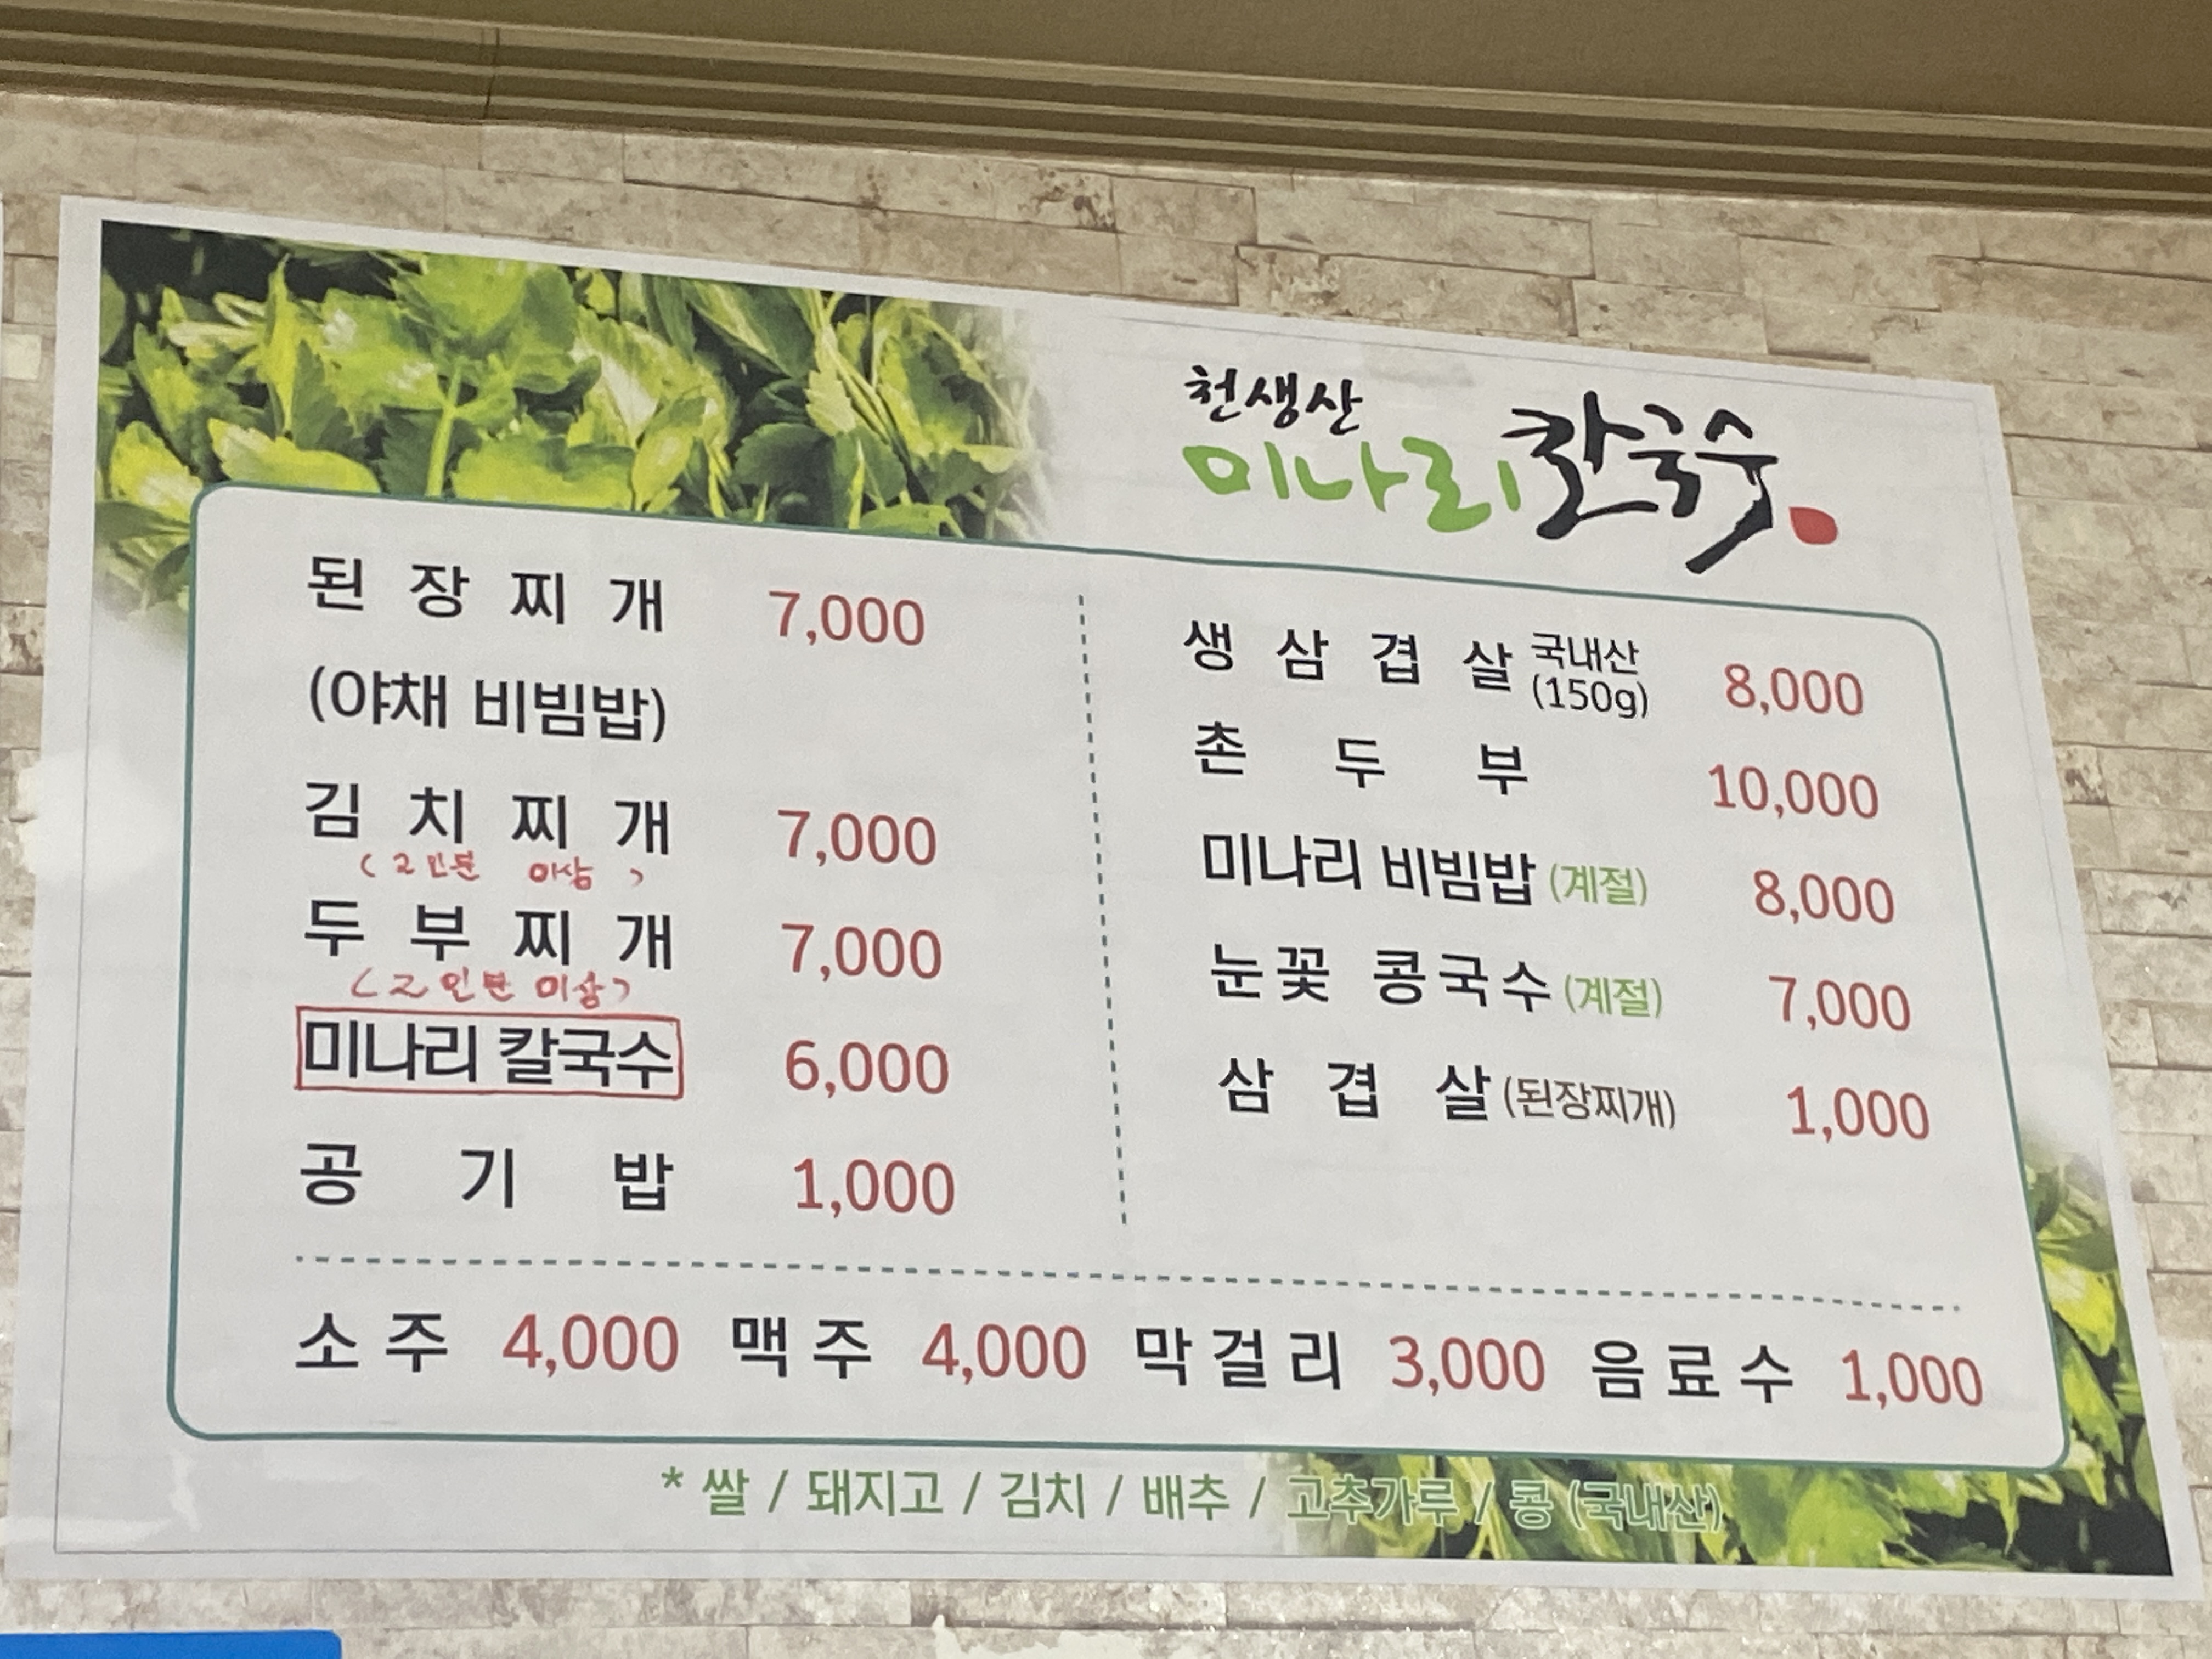 천생산
미나리칼국수
된장찌개 7,000
(야채 비빔밥)
김치찌개 7,000
(2인분 이상)
두부찌개 7,000
(2인분 이상)
미나리 칼국수 6,000
공기밥 1,000
생삼겹살 국내산 (150g) 8,000
촌두부 10,000
미나리 비빔밥 (계절) 8,000
눈꽃 콩국수 (계절) 7,000
삼겹살 (된장찌개) 1,000
소주 4,000 맥주 4,000 막걸리 3,000 음료수 1,000
* 쌀 / 돼지고 / 김치 / 배추 / 고추가루 / 콩 (국내산)